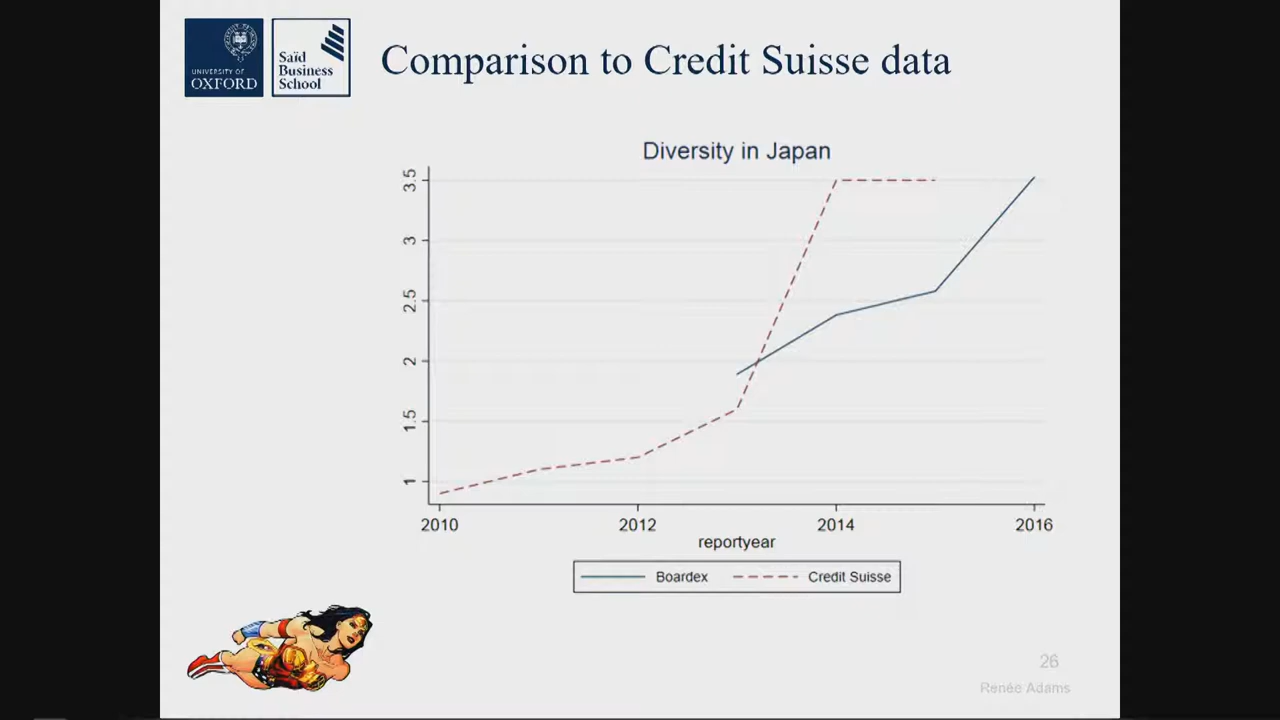 UNIVERSITY OF
OXFORD
Saïd
Business
School
Comparison to Credit Suisse data
Diversity in Japan
3.5
3
2.5
2
1.5
1
2010 2012 2014 2016
reportyear
Boardex Credit Suisse
26
Renée Adams